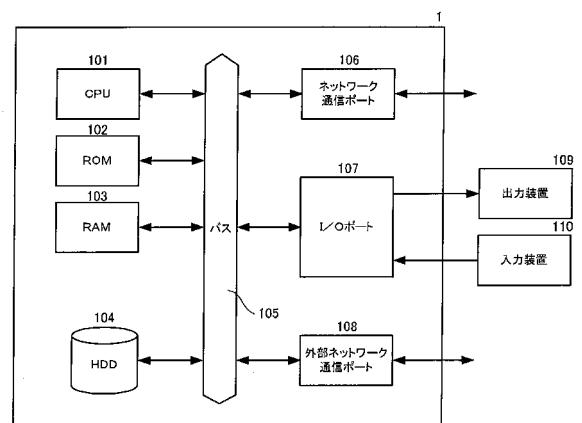 1
101
CPU
102
ROM
103
RAM
104
HDD
バス
105
106
ネットワーク
通信ポート
107
I/Oポート
108
外部ネットワーク
通信ポート
109
出力装置
110
入力装置